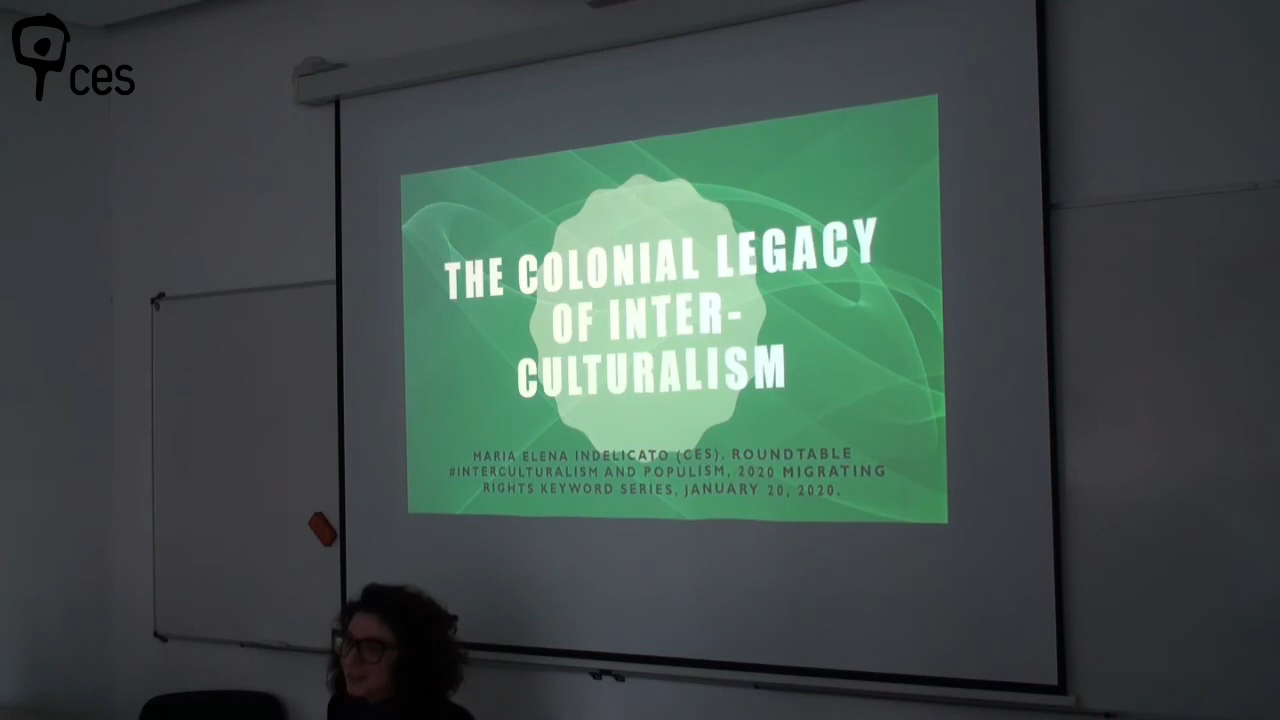 ces
THE COLONIAL LEGACY
OF INTER-
CULTURALISM
MARIA ELENA INDELICATO (CES), ROUNDTABLE
#INTERCULTURALISM AND POPULISM, 2020 MIGRATING
RIGHTS KEYWORD SERIES, JANUARY 20, 2020.